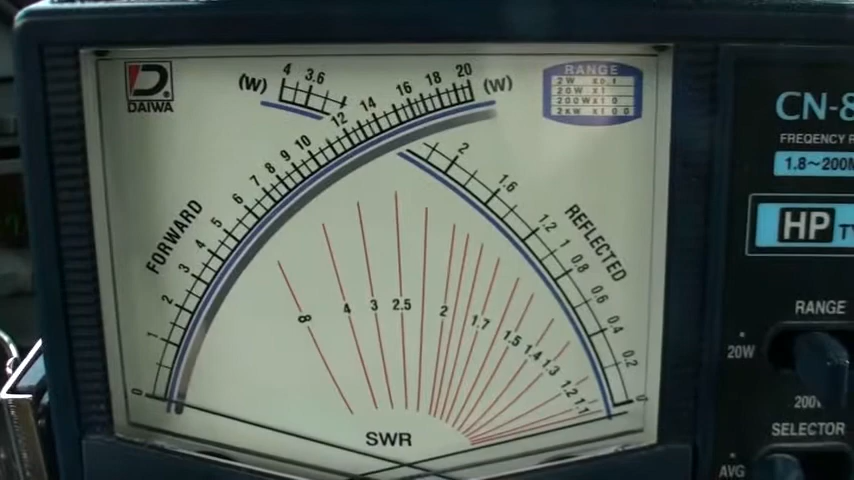 DAIWA
(W)
4 3.6
12 14 16 18 20
(W)
RANGE
2W X0.1
20W X1
200W X10
2KW X100
FORWARD
0 1 2 3 4 5 6 7 8 9 10
REFLECTED
2 1.6 1.2 1 0.8 0.6 0.4 0.2 0
∞ 4 3 2.5 2 1.7 1.5 1.4 1.3 1.2 1.1
SWR
CN-8
FREQUENCY
1.8~200M
HP
RANGE
20W
200
SELECTOR
AVG